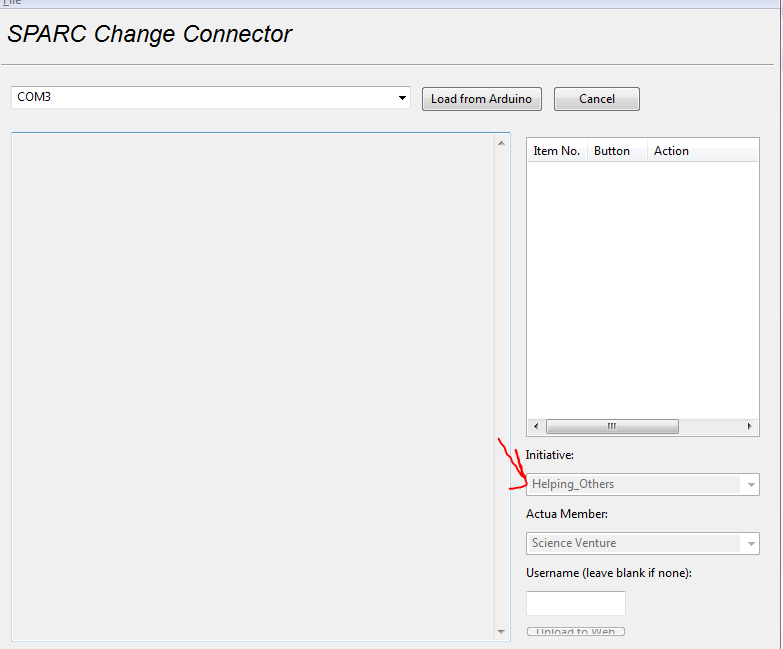 File
SPARC Change Connector
COM3
Load from Arduino
Cancel
Item No. Button Action
Initiative:
Helping_Others
Actua Member:
Science Venture
Username (leave blank if none):
Upload to Web